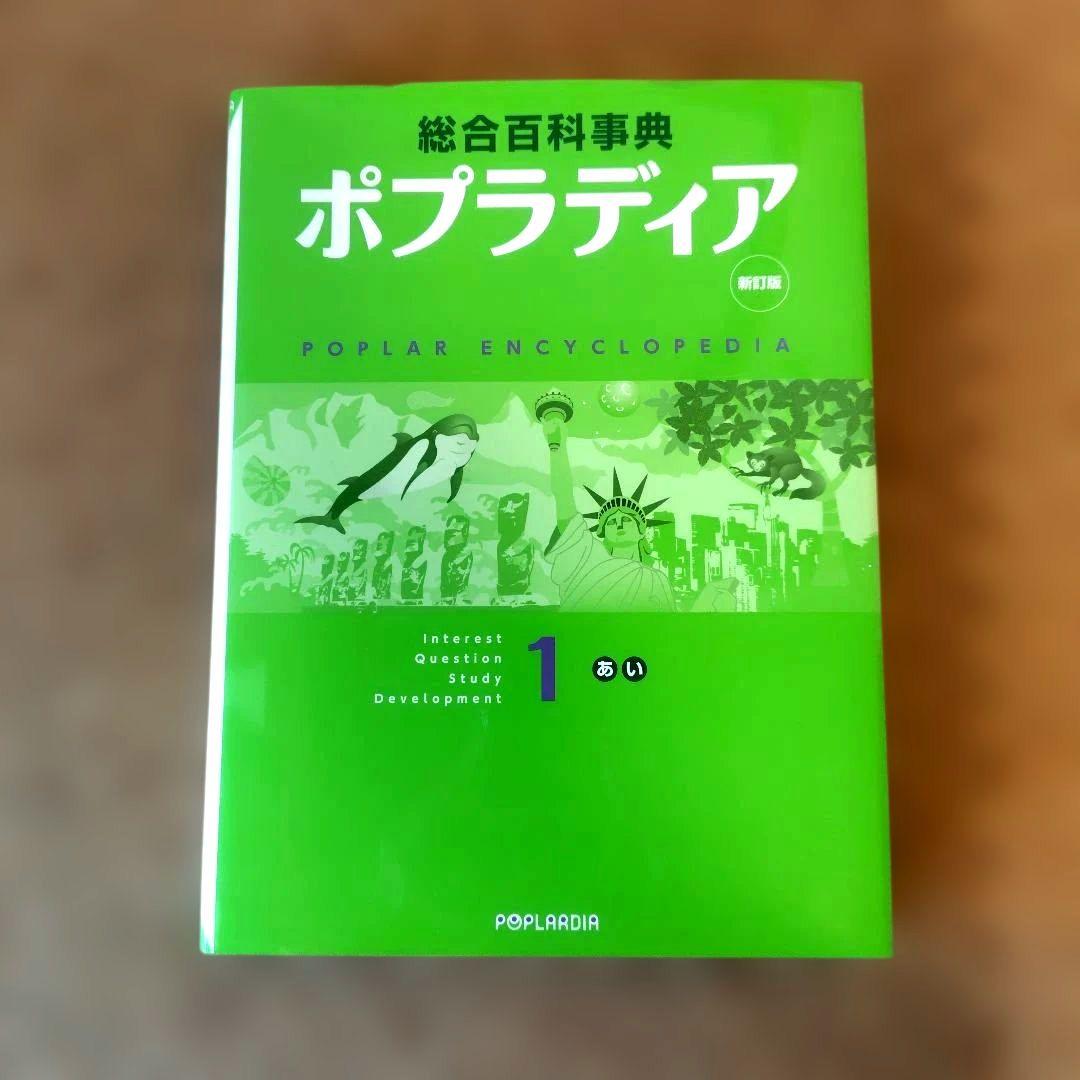 総合百科事典
ポプラディア
新訂版
POPLAR ENCYCLOPEDIA
Interest
Question
Study
Development
1
あ い
POPLARDIA